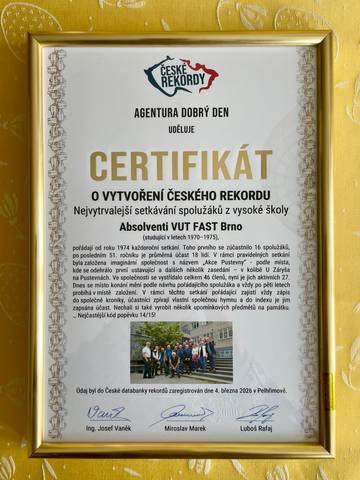 ČESKÉ
REKORDY
AGENTURA DOBRÝ DEN
UDĚLUJE
CERTIFIKÁT
O VYTVOŘENÍ ČESKÉHO REKORDU
Nejvytrvalejší setkávání spolužáků z vysoké školy
Absolventi VUT FAST Brno
(studující v letech 1970–1975),
pořádají od roku 1974 každoroční setkání. Toho prvního se zúčastnilo 16 spolužáků,
po posledním 51. ročníku je průměrná účast 18 lidí. V rámci pravidelných setkání
byla založena imaginární společnost s názvem „Akce Pustevny" - podle místa,
kde se odehrálo první ustavující a dalších několik zasedání – v kolibě U Záryša
na Pustevnách. Ve společnosti se vystřídalo celkem 46 členů, nyní je jich aktivních 27.
Dnes se místo konání mění podle návrhu pořádajícího spolužáka a vždy po pěti letech
probíhá v místě založení. V rámci těchto setkání pořádající zajistí vždy zápis
do společné kroniky, účastníci zpívají vlastní společnou hymnu a do indexu je jim
zapsána účast. Nechali si také vyrobit několik upomínkových předmětů na památku.
.. Nejčastější kód popěvku 14/15!
Údaj byl do České databanky rekordů zaregistrován dne 4. března 2026 v Pelhřimově.
Ing. Josef Vaněk Miroslav Marek Luboš Rafaj